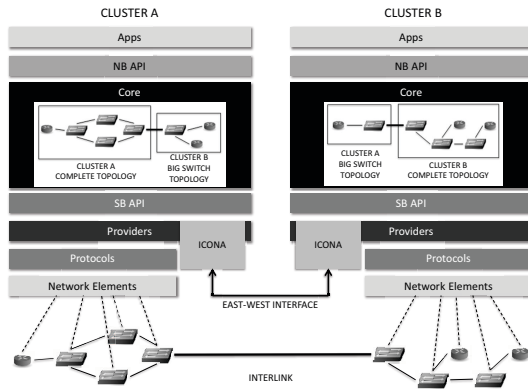 CLUSTER A
CLUSTER B
Apps
Apps
NB API
NB API
Core
Core
CLUSTER A
COMPLETE TOPOLOGY
CLUSTER B
BIG SWITCH
TOPOLOGY
CLUSTER A
BIG SWITCH
TOPOLOGY
CLUSTER B
COMPLETE TOPOLOGY
SB API
SB API
Providers
Providers
ICONA
ICONA
Protocols
Protocols
Network Elements
Network Elements
EAST-WEST INTERFACE
INTERLINK